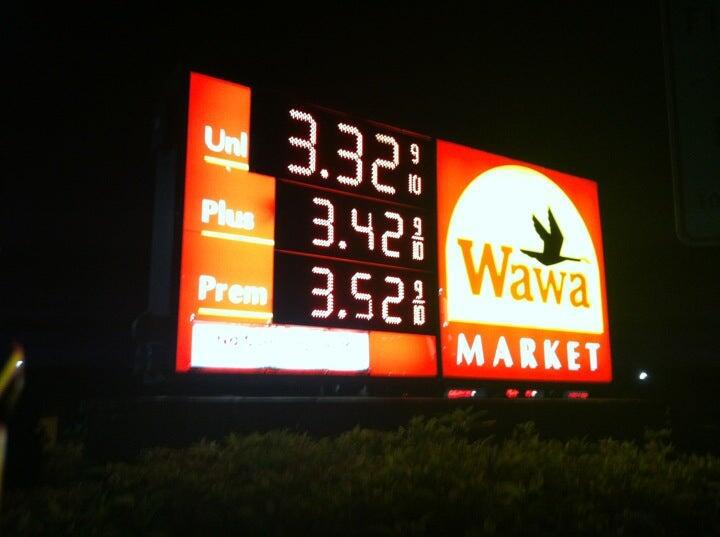 Unl 3.32 9/10
Plus 3.42 9/10
Prem 3.52 9/10
Wawa
MARKET